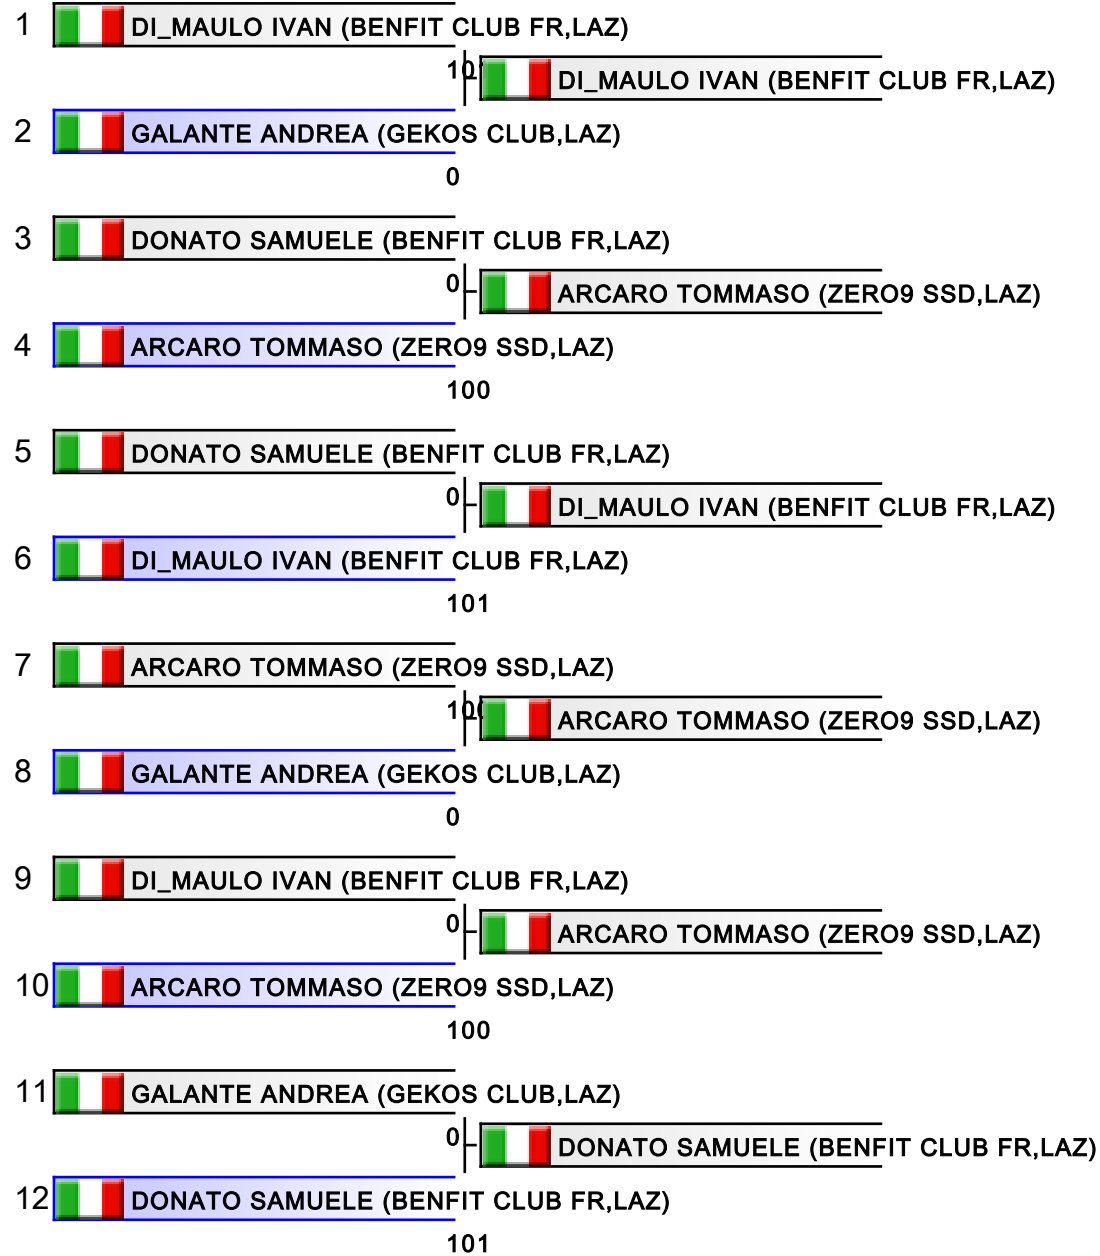 1 DI_MAULO IVAN (BENFIT CLUB FR,LAZ)
DI_MAULO IVAN (BENFIT CLUB FR,LAZ)
2 GALANTE ANDREA (GEKOS CLUB,LAZ)
0
3 DONATO SAMUELE (BENFIT CLUB FR,LAZ)
0 ARCARO TOMMASO (ZERO9 SSD,LAZ)
4 ARCARO TOMMASO (ZERO9 SSD,LAZ)
100
5 DONATO SAMUELE (BENFIT CLUB FR,LAZ)
0 DI_MAULO IVAN (BENFIT CLUB FR,LAZ)
6 DI_MAULO IVAN (BENFIT CLUB FR,LAZ)
101
7 ARCARO TOMMASO (ZERO9 SSD,LAZ)
ARCARO TOMMASO (ZERO9 SSD,LAZ)
8 GALANTE ANDREA (GEKOS CLUB,LAZ)
0
9 DI_MAULO IVAN (BENFIT CLUB FR,LAZ)
0 ARCARO TOMMASO (ZERO9 SSD,LAZ)
10 ARCARO TOMMASO (ZERO9 SSD,LAZ)
100
11 GALANTE ANDREA (GEKOS CLUB,LAZ)
0 DONATO SAMUELE (BENFIT CLUB FR,LAZ)
12 DONATO SAMUELE (BENFIT CLUB FR,LAZ)
101